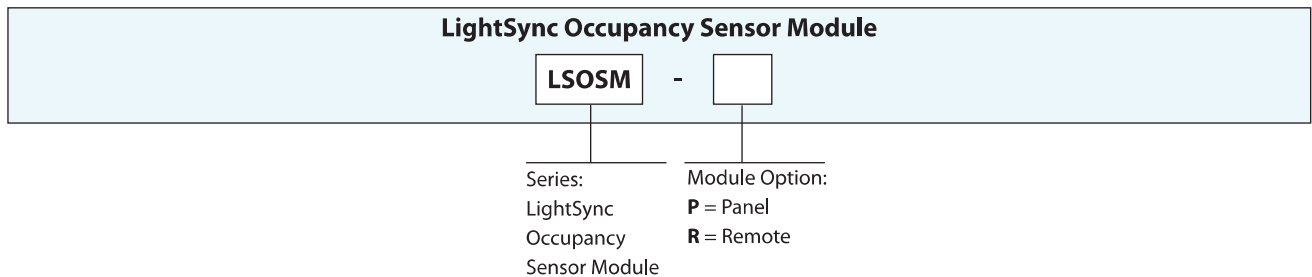 LightSync Occupancy Sensor Module
LSOSM -
Series:
LightSync
Occupancy
Sensor Module
Module Option:
P = Panel
R = Remote